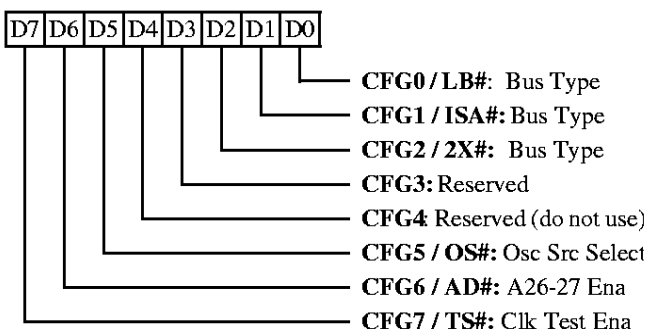 D7 D6 D5 D4 D3 D2 D1 D0
CFG0 / LB#: Bus Type
CFG1 / ISA#: Bus Type
CFG2 / 2X#: Bus Type
CFG3: Reserved
CFG4 Reserved (do not use)
CFG5 / OS#: Osc Src Select
CFG6 / AD#: A26-27 Ena
CFG7 / TS#: Clk Test Ena